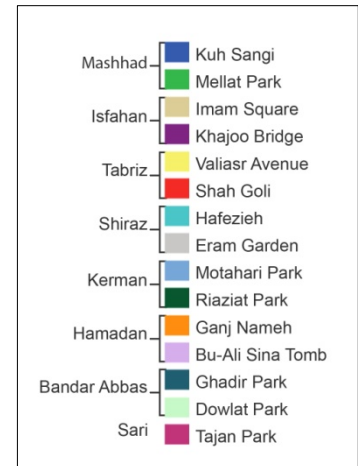 Mashhad
Kuh Sangi
Mellat Park
Isfahan
Imam Square
Khajoo Bridge
Tabriz
Valiasr Avenue
Shah Goli
Shiraz
Hafezieh
Eram Garden
Kerman
Motahari Park
Riaziat Park
Hamadan
Ganj Nameh
Bu-Ali Sina Tomb
Bandar Abbas
Ghadir Park
Dowlat Park
Sari
Tajan Park